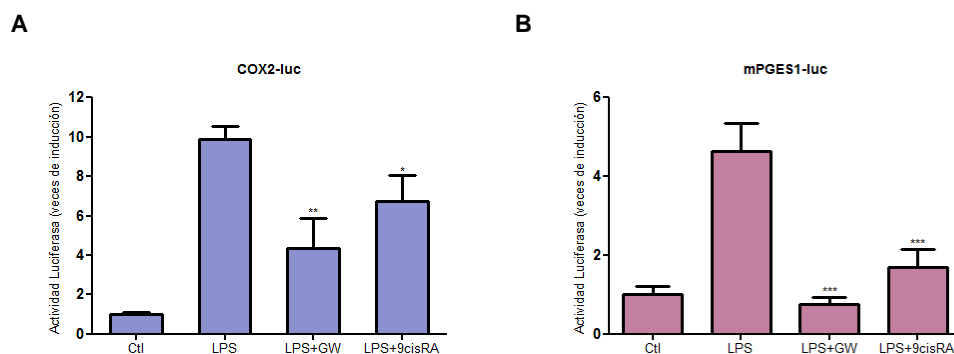 A
COX2-luc
Actividad Luciferasa (veces de inducción)
12
10
8
6
4
2
0
**
*
Ctl
LPS
LPS+GW
LPS+9cisRA
B
mPGES1-luc
Actividad Luciferasa (veces de inducción)
6
4
2
0
***
***
Ctl
LPS
LPS+GW
LPS+9cisRA